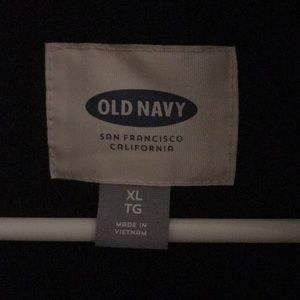 OLD NAVY
SAN FRANCISCO
CALIFORNIA
XL
TG
MADE IN
VIETNAM